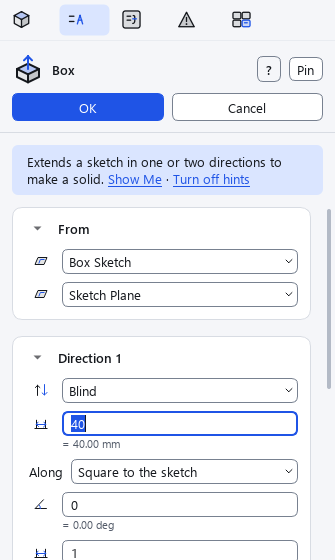 Box
?
Pin
OK
Cancel
Extends a sketch in one or two directions to
make a solid. Show Me · Turn off hints
From
Box Sketch
Sketch Plane
Direction 1
Blind
40
= 40.00 mm
Along
Square to the sketch
0
= 0.00 deg
1